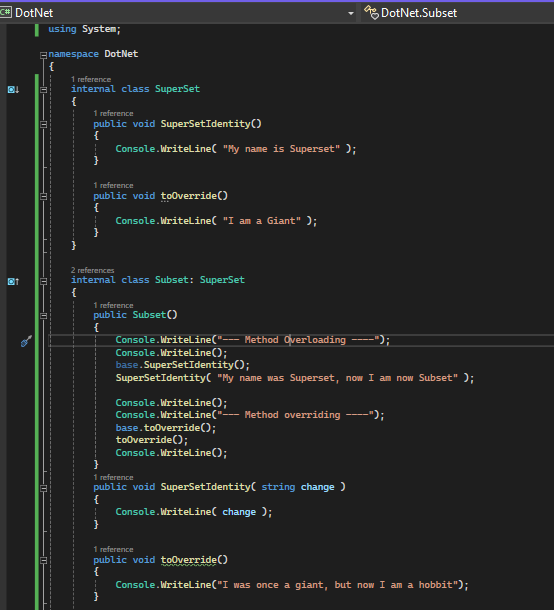 C# DotNet
DotNet.Subset
using System;
namespace DotNet
{
1 reference
internal class SuperSet
{
1 reference
public void SuperSetIdentity()
{
Console.WriteLine( "My name is Superset" );
}
1 reference
public void toOverride()
{
Console.WriteLine( "I am a Giant" );
}
}
2 references
internal class Subset: SuperSet
{
1 reference
public Subset()
{
Console.WriteLine("--- Method Overloading ----");
Console.WriteLine();
base.SuperSetIdentity();
SuperSetIdentity( "My name was Superset, now I am now Subset" );
Console.WriteLine();
Console.WriteLine("--- Method overriding ----");
base.toOverride();
toOverride();
Console.WriteLine();
}
1 reference
public void SuperSetIdentity( string change )
{
Console.WriteLine( change );
}
1 reference
public void toOverride()
{
Console.WriteLine("I was once a giant, but now I am a hobbit");
}